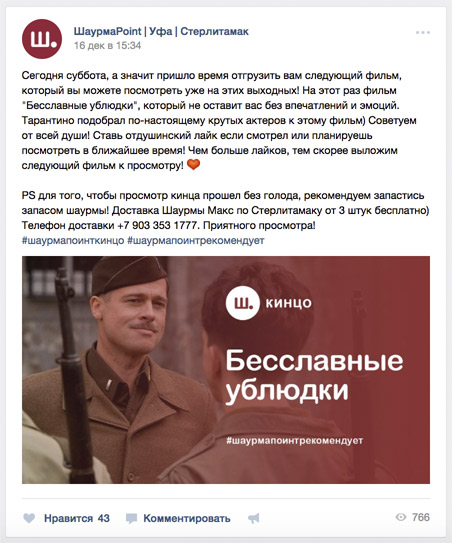 Ш.
ШаурмаPoint | Уфа | Стерлитамак
16 дек в 15:34
Сегодня суббота, а значит пришло время отгрузить вам следующий фильм,
который вы можете посмотреть уже на этих выходных! На этот раз фильм
"Бесславные ублюдки", который не оставит вас без впечатлений и эмоций.
Тарантино подобрал по-настоящему крутых актеров к этому фильму) Советуем
от всей души! Ставь отдушинский лайк если смотрел или планируешь
посмотреть в ближайшее время! Чем больше лайков, тем скорее выложим
следующий фильм к просмотру! ❤
PS для того, чтобы просмотр кинца прошел без голода, рекомендуем запастись
запасом шаурмы! Доставка Шаурмы Макс по Стерлитамаку от 3 штук бесплатно)
Телефон доставки +7 903 353 1777. Приятного просмотра!
#шаурмапоинткинцо #шаурмапоинтрекомендует
Ш. КИНЦО
Бесславные
ублюдки
#шаурмапоинтрекомендует
Нравится 43 Комментировать 766